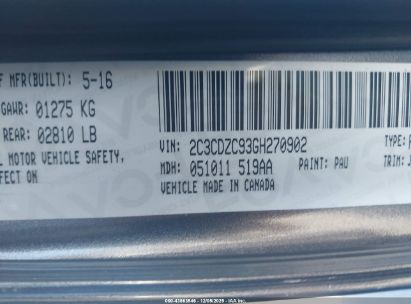 F MFR(BUILT): 5-16
GAWR: 01275 KG
REAR: 02810 LB
L MOTOR VEHICLE SAFETY,
FECT ON
VIN: 2C3CDZC93GH270902
TYPE:
MDH: 051011 519AA PAINT: PAU TRIM:
VEHICLE MADE IN CANADA